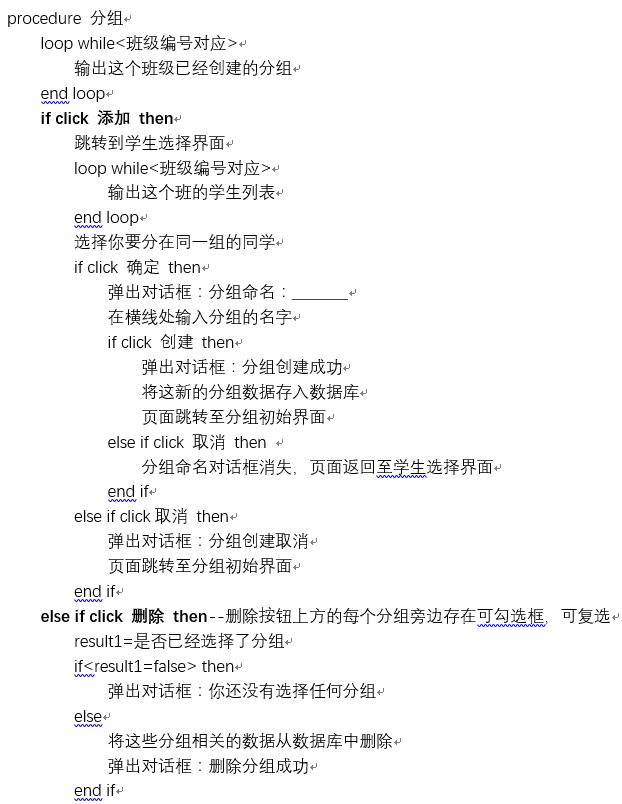 procedure 分组
loop while<班级编号对应>
输出这个班级已经创建的分组
end loop
if click 添加 then
跳转到学生选择界面
loop while<班级编号对应>
输出这个班的学生列表
end loop
选择你要分在同一组的同学
if click 确定 then
弹出对话框：分组命名：______
在横线处输入分组的名字
if click 创建 then
弹出对话框：分组创建成功
将这新的分组数据存入数据库
页面跳转至分组初始界面
else if click 取消 then
分组命名对话框消失，页面返回至学生选择界面
end if
else if click取消 then
弹出对话框：分组创建取消
页面跳转至分组初始界面
end if
else if click 删除 then--删除按钮上方的每个分组旁边存在可勾选框，可复选
result1=是否已经选择了分组
if<result1=false> then
弹出对话框：你还没有选择任何分组
else
将这些分组相关的数据从数据库中删除
弹出对话框：删除分组成功
end if